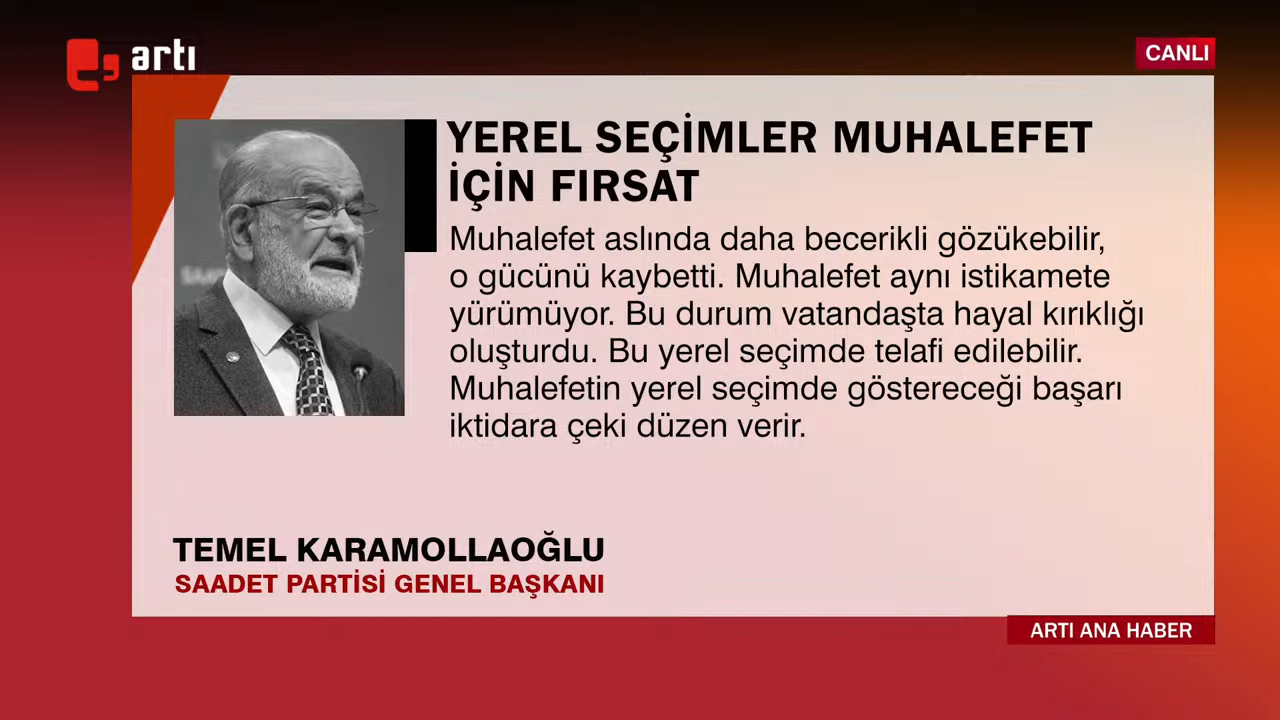 artı
CANLI
YEREL SEÇİMLER MUHALEFET
İÇİN FIRSAT
Muhalefet aslında daha becerikli gözükebilir,
o gücünü kaybetti. Muhalefet aynı istikamete
yürümüyor. Bu durum vatandaşta hayal kırıklığı
oluşturdu. Bu yerel seçimde telafi edilebilir.
Muhalefetin yerel seçimde göstereceği başarı
iktidara çeki düzen verir.
TEMEL KARAMOLLAOĞLU
SAADET PARTİSİ GENEL BAŞKANI
ARTI ANA HABER